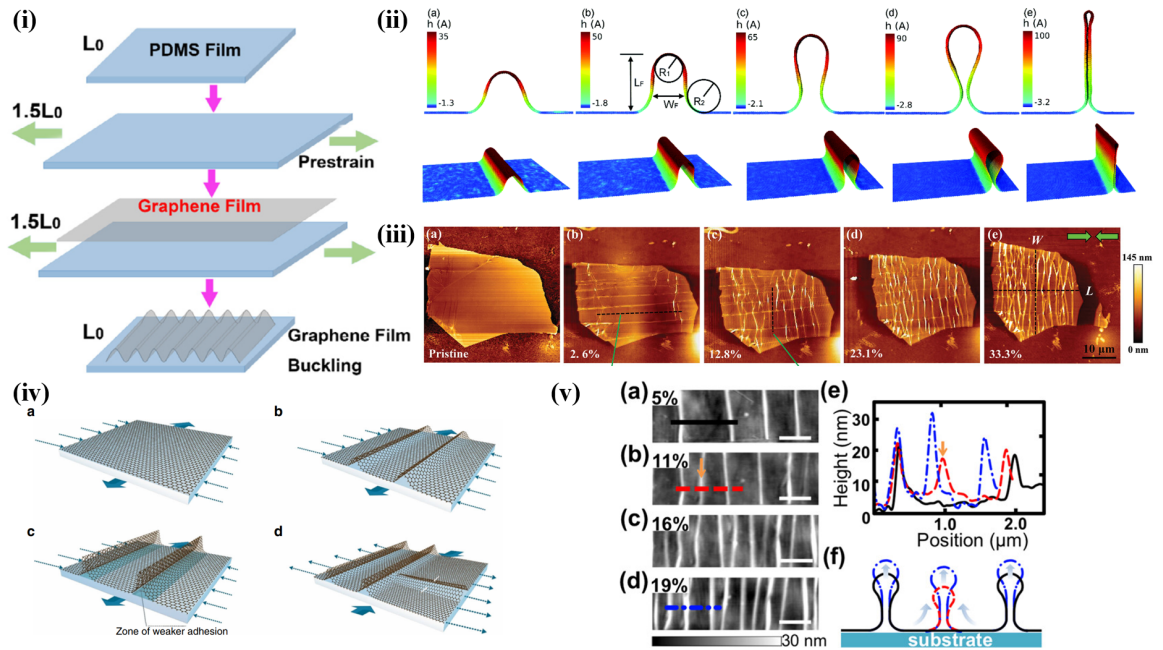 (i)
L₀
PDMS Film
1.5L₀
Prestrain
Graphene Film
1.5L₀
L₀
Graphene Film
Buckling
(ii)
(a)
h (A)
35
-1.3
(b)
h (A)
50
-1.8
L_F
R₁
W_F
R₂
(c)
h (A)
65
-2.1
(d)
h (A)
90
-2.8
(e)
h (A)
100
-3.2
(iii)
(a)
Pristine
(b)
2. 6%
(c)
12.8%
(d)
23.1%
(e)
W
L
33.3%
10 µm
145 nm
0 nm
(iv)
a
b
c
Zone of weaker adhesion
d
(v)
(a)
5%
(b)
11%
(c)
16%
(d)
19%
30 nm
(e)
Height (nm)
30
20
10
0
0
1.0
2.0
Position (µm)
(f)
substrate